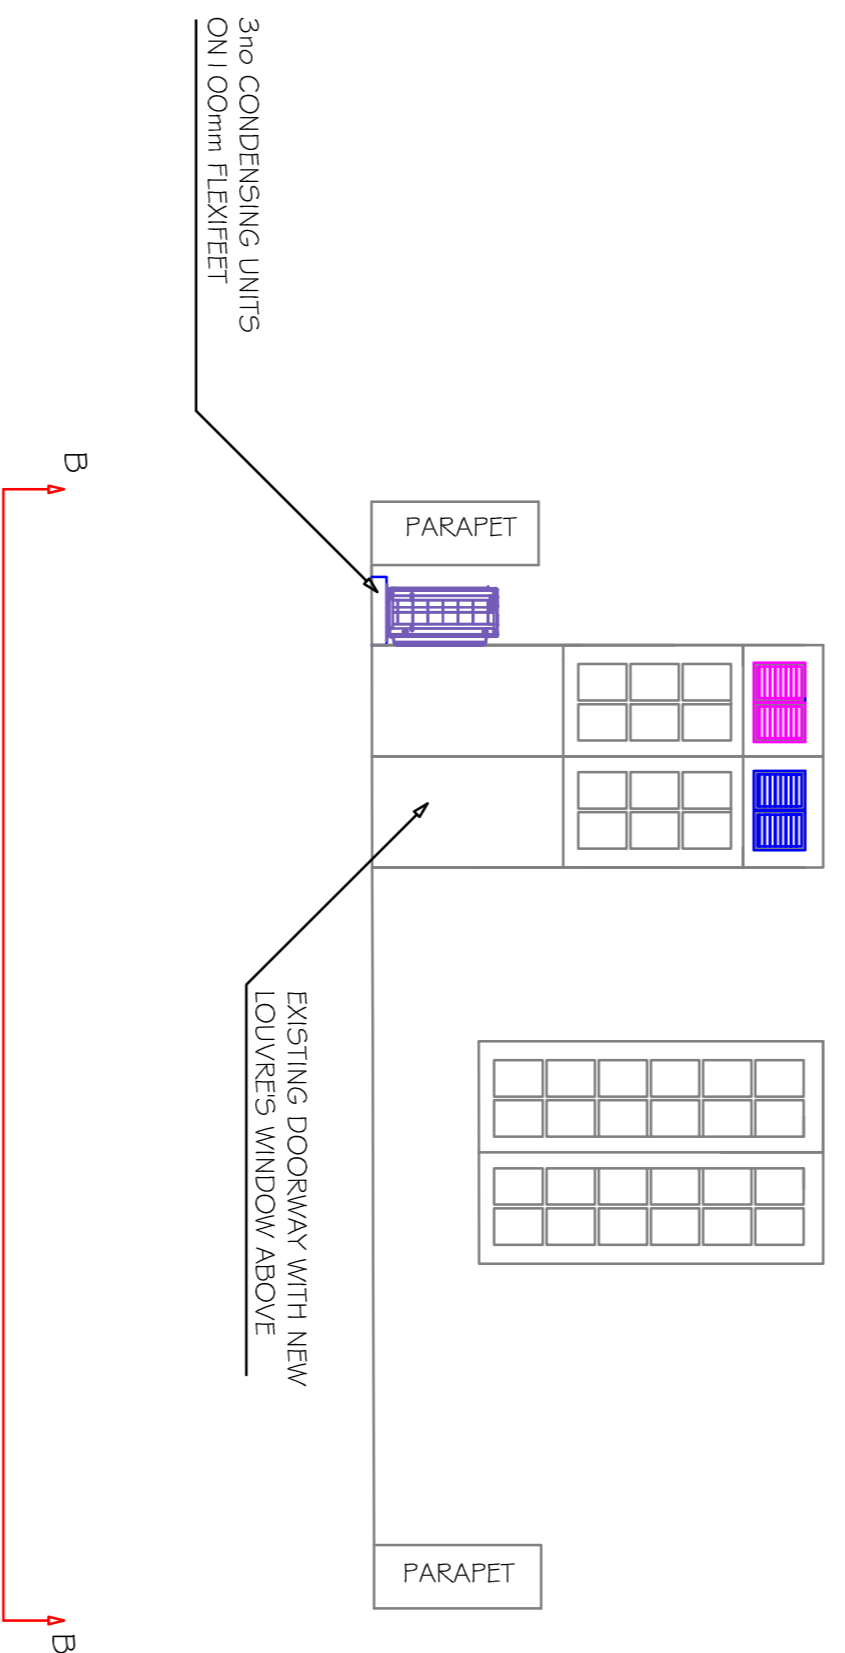 3no CONDENSING UNITS
ON 100mm FLEXIFEET
B
PARAPET
EXISTING DOORWAY WITH NEW
LOUVRE'S WINDOW ABOVE
PARAPET
B